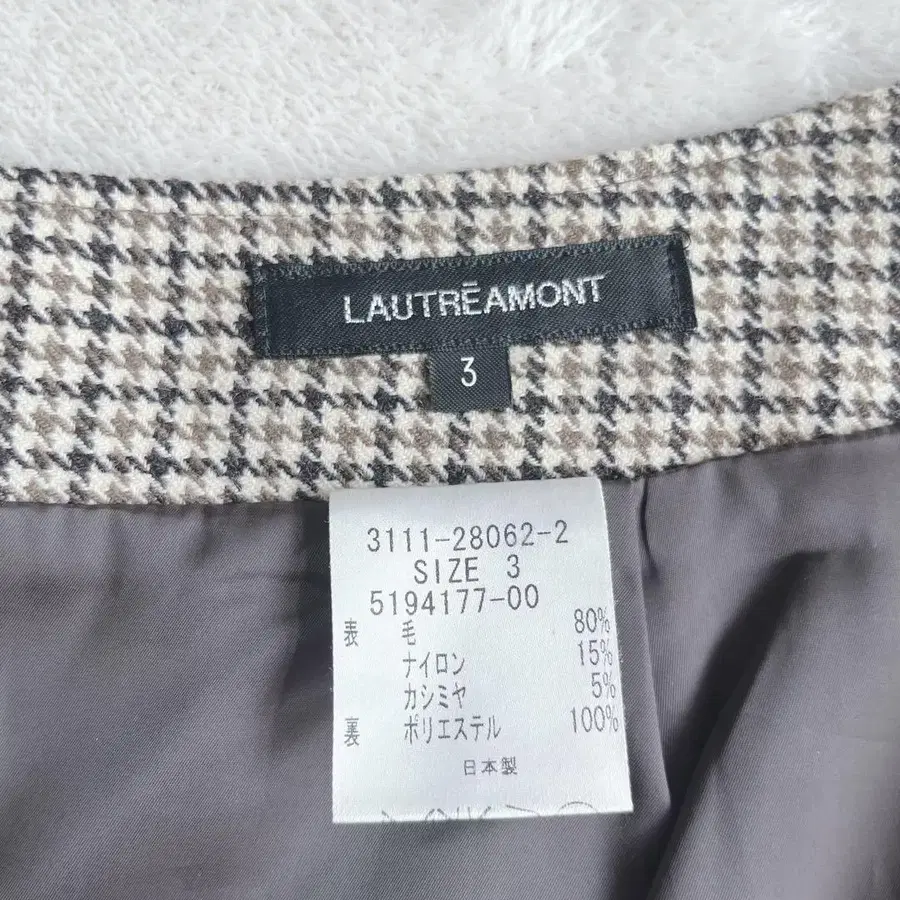 LAUTRĒAMONT
3
3111-28062-2
SIZE 3
5194177-00
表 毛 80%
ナイロン 15%
カシミヤ 5%
裏 ポリエステル 100%
日本製